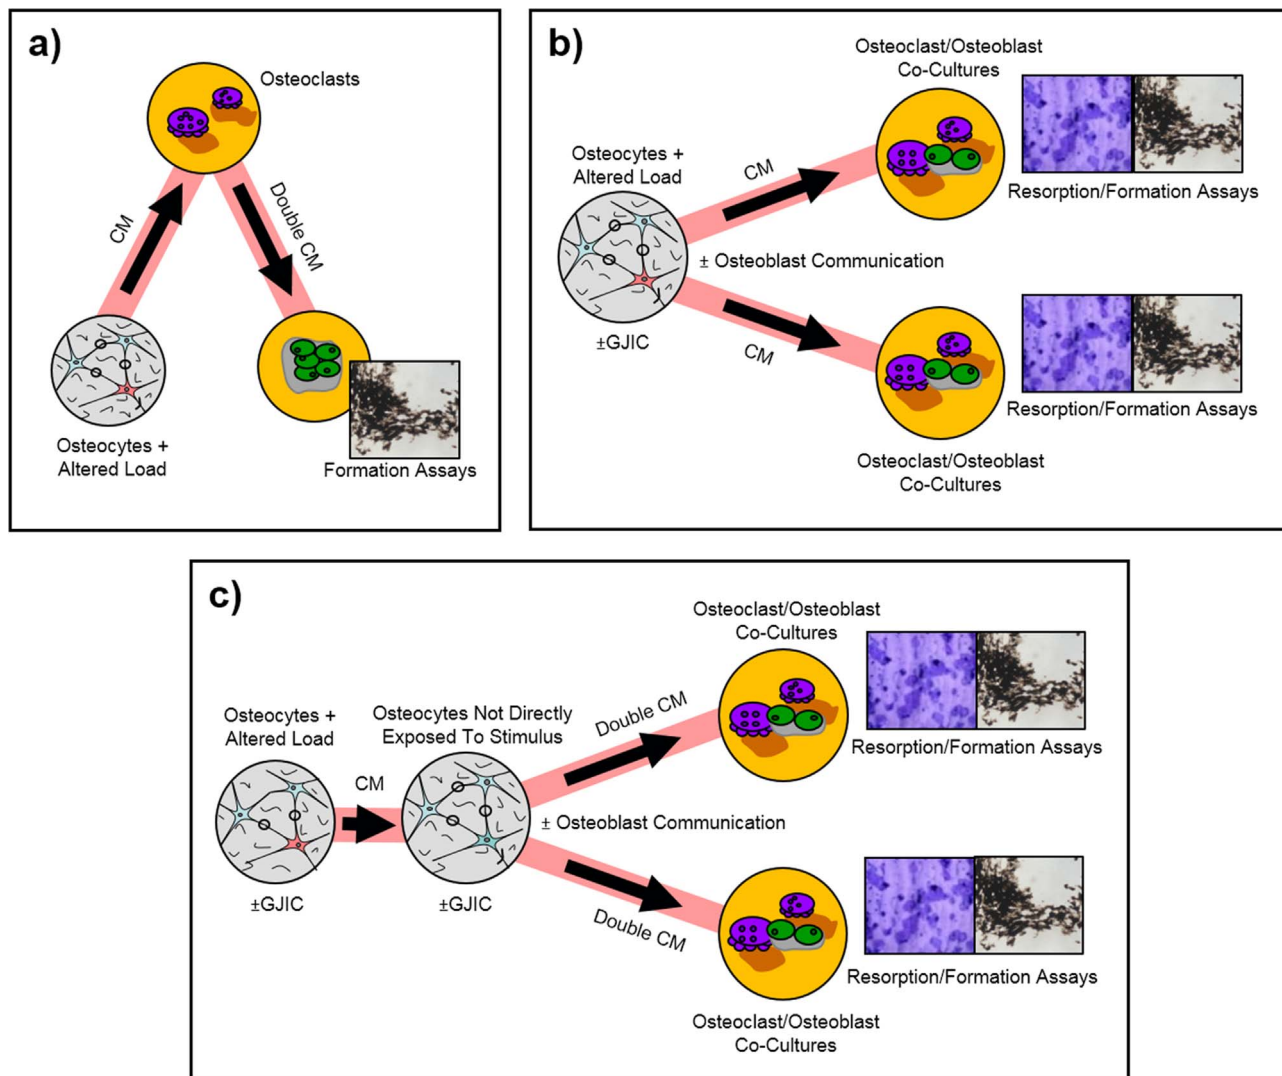 a)
Osteoclasts
CM
Double CM
Osteocytes +
Altered Load
Formation Assays
b)
Osteoclast/Osteoblast
Co-Cultures
Osteocytes +
Altered Load
CM
Resorption/Formation Assays
± Osteoblast Communication
±GJIC
CM
Resorption/Formation Assays
Osteoclast/Osteoblast
Co-Cultures
c)
Osteoclast/Osteoblast
Co-Cultures
Osteocytes +
Altered Load
Osteocytes Not Directly
Exposed To Stimulus
Double CM
Resorption/Formation Assays
CM
± Osteoblast Communication
±GJIC
±GJIC
Double CM
Resorption/Formation Assays
Osteoclast/Osteoblast
Co-Cultures